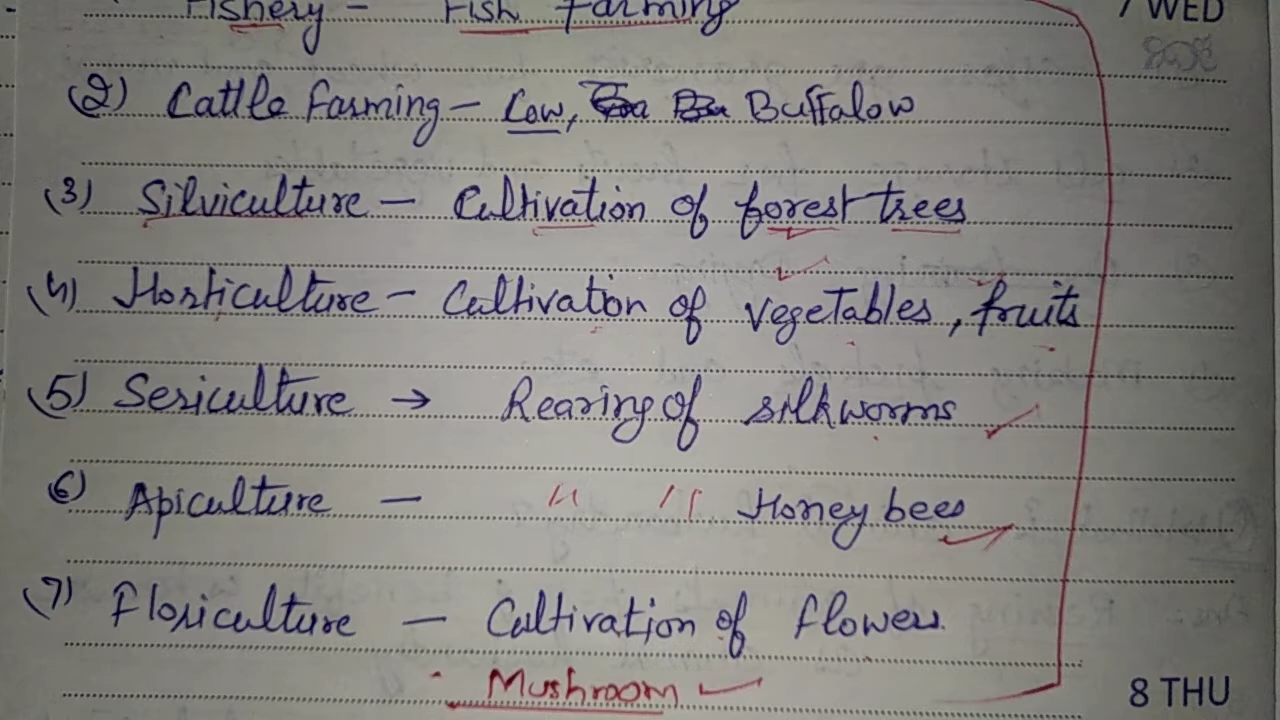 Fishery - Fish Farming
7 WED
(2) Cattle Farming - Cow, Buffalow
(3) Silviculture - Cultivation of forest trees
(4) Horticulture - Cultivation of vegetables, fruits
(5) Sericulture → Rearing of silkworms
(6) Apiculture - " " Honey bees
(7) Floriculture - Cultivation of flowers.
Mushroom
8 THU